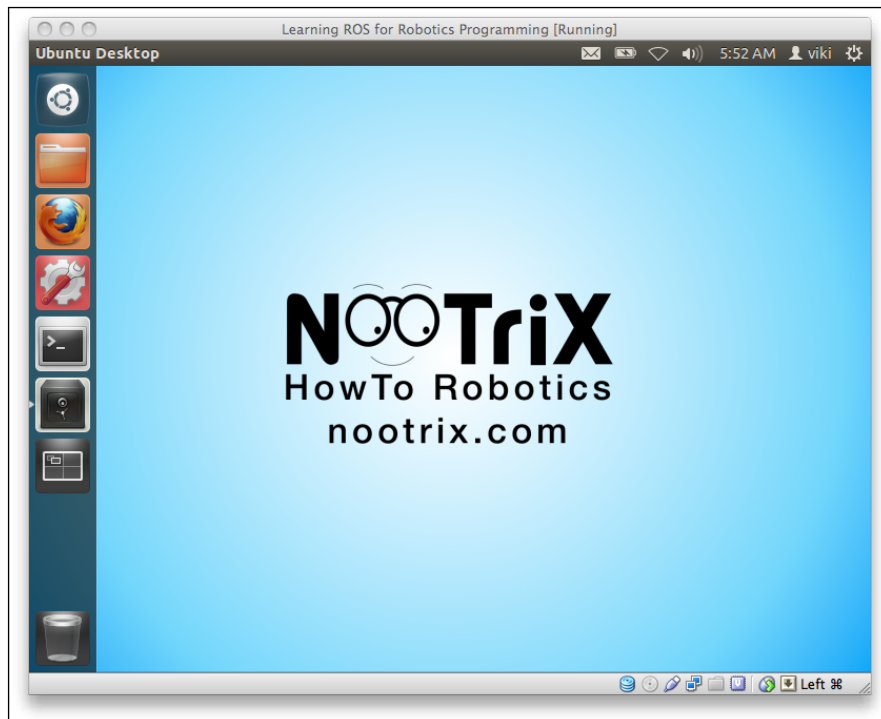 Learning ROS for Robotics Programming [Running]
Ubuntu Desktop 5:52 AM viki
>_
NooTriX
HowTo Robotics
nootrix.com
Left ⌘